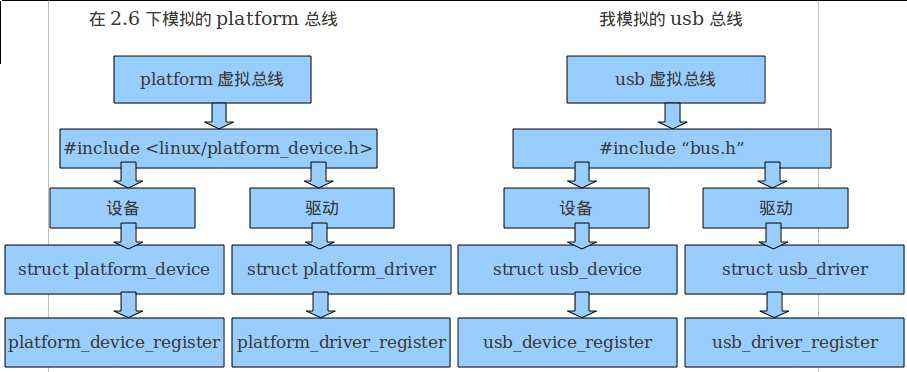 在 2.6 下模拟的 platform 总线
我模拟的 usb 总线
platform 虚拟总线
usb 虚拟总线
#include <linux/platform_device.h>
#include “bus.h”
设备
驱动
设备
驱动
struct platform_device
struct platform_driver
struct usb_device
struct usb_driver
platform_device_register
platform_driver_register
usb_device_register
usb_driver_register